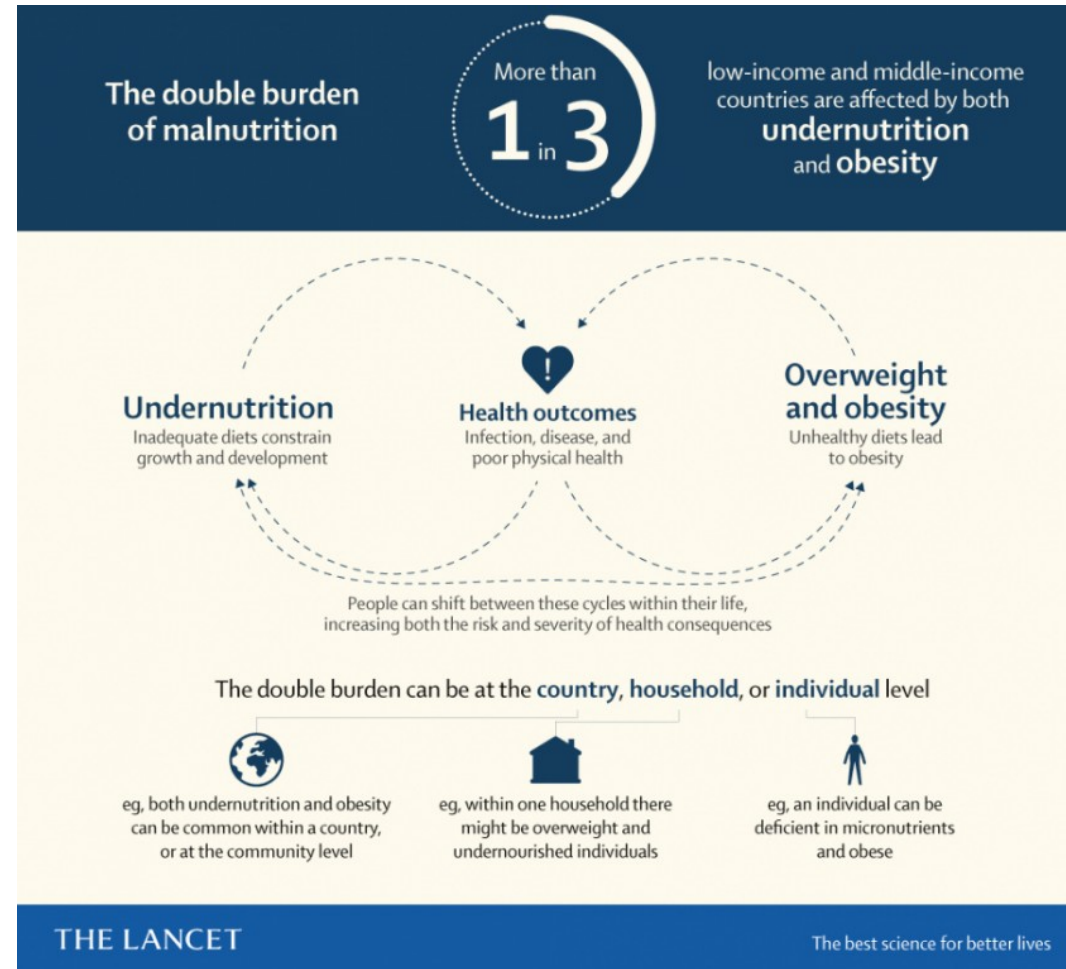 The double burden
of malnutrition
More than
1 in 3
low-income and middle-income
countries are affected by both
undernutrition
and obesity
Undernutrition
Inadequate diets constrain
growth and development
!
Health outcomes
Infection, disease, and
poor physical health
Overweight
and obesity
Unhealthy diets lead
to obesity
People can shift between these cycles within their life,
increasing both the risk and severity of health consequences
The double burden can be at the country, household, or individual level
eg, both undernutrition and obesity
can be common within a country,
or at the community level
eg, within one household there
might be overweight and
undernourished individuals
eg, an individual can be
deficient in micronutrients
and obese
THE LANCET
The best science for better lives